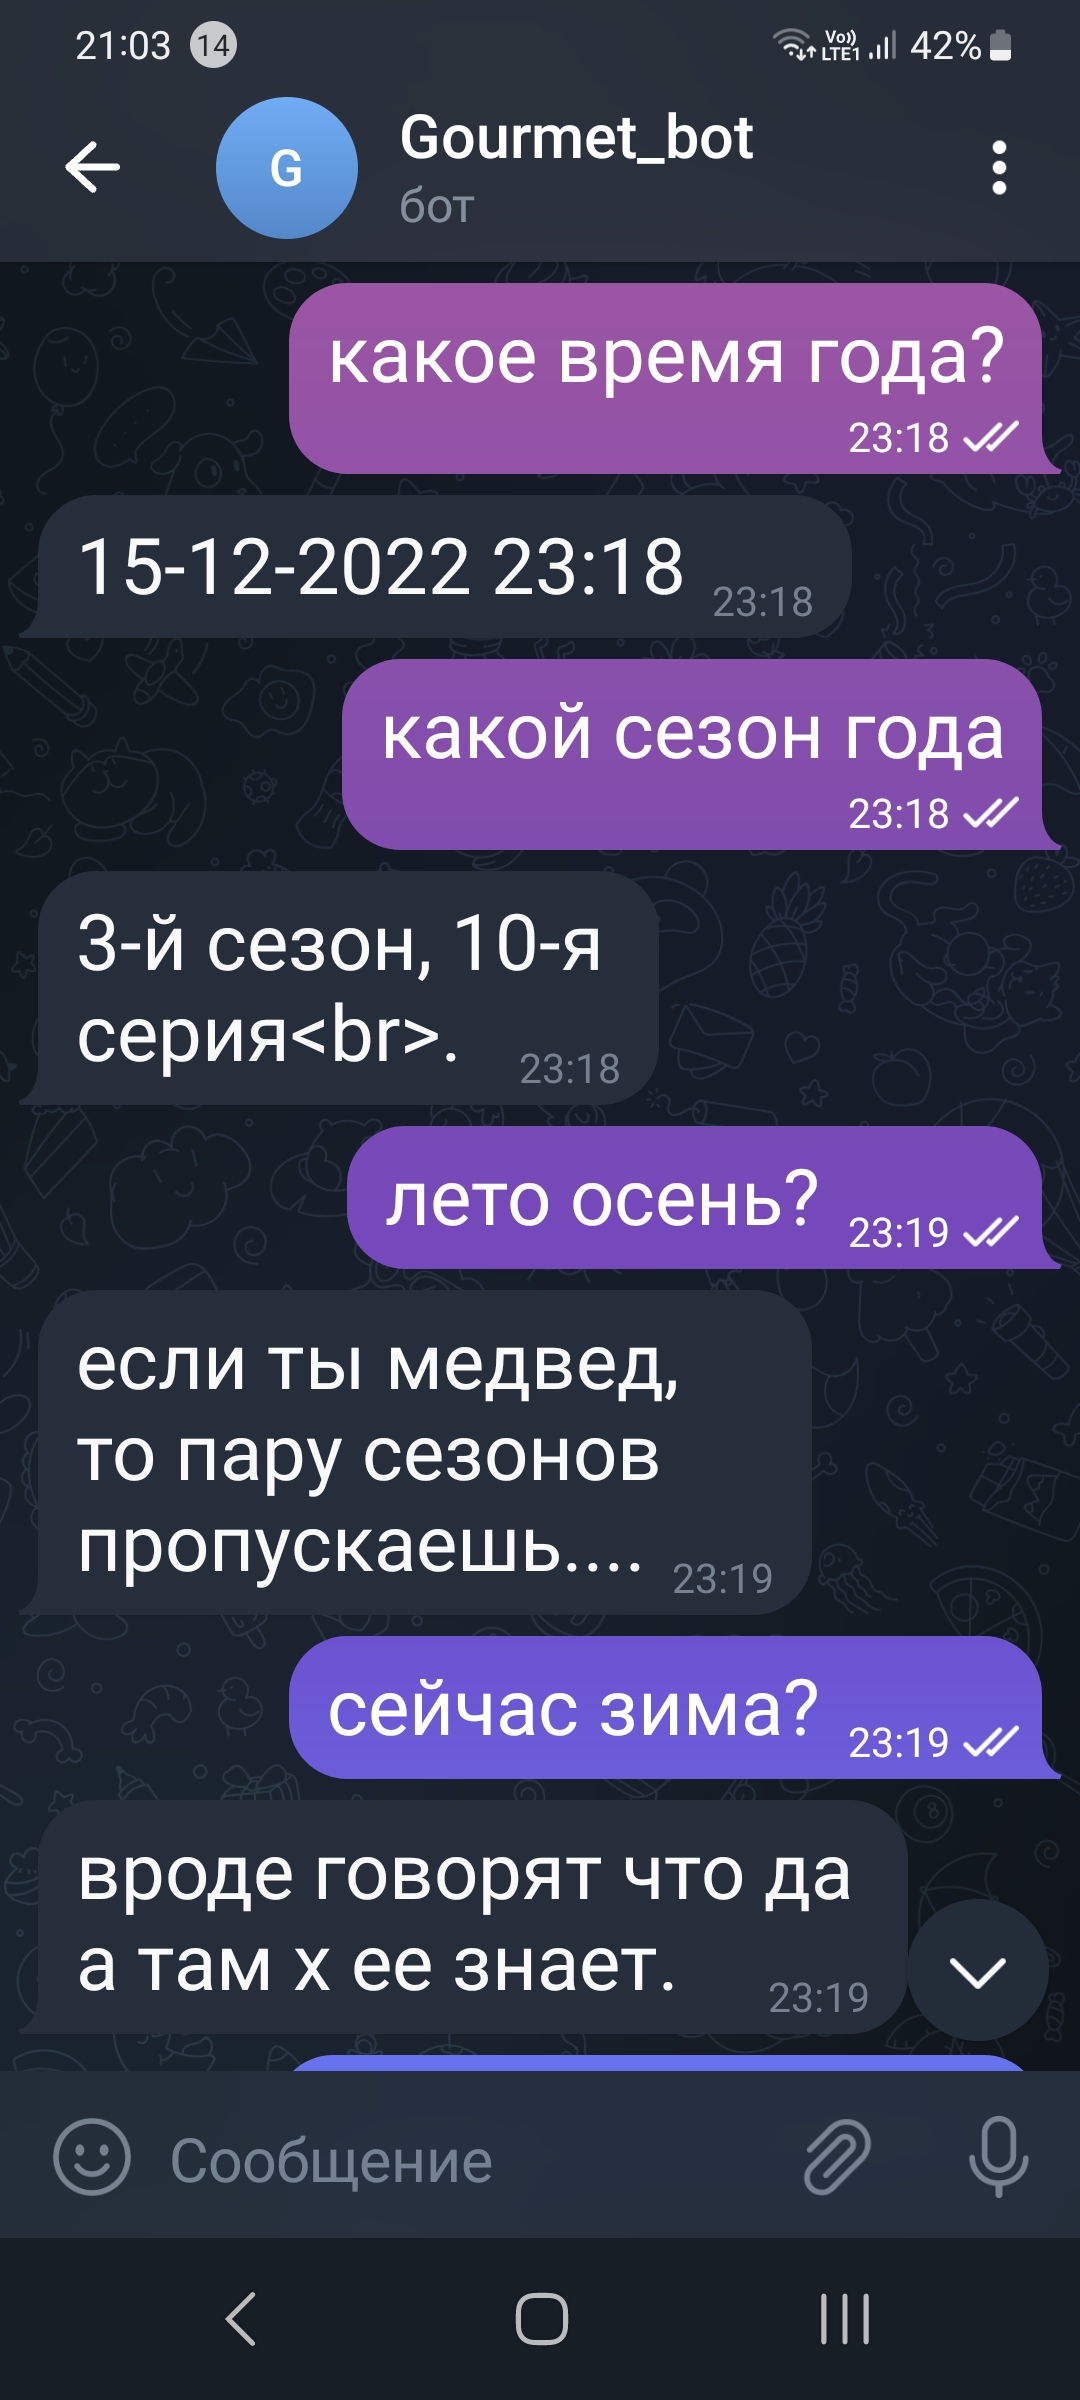 21:03 14 Vo)) LTE1 42%
G
Gourmet_bot
бот
какое время года?
23:18
15-12-2022 23:18 23:18
какой сезон года
23:18
3-й сезон, 10-я
серия<br>. 23:18
лето осень? 23:19
если ты медвед,
то пару сезонов
пропускаешь.... 23:19
сейчас зима? 23:19
вроде говорят что да
а там х ее знает. 23:19
Сообщение